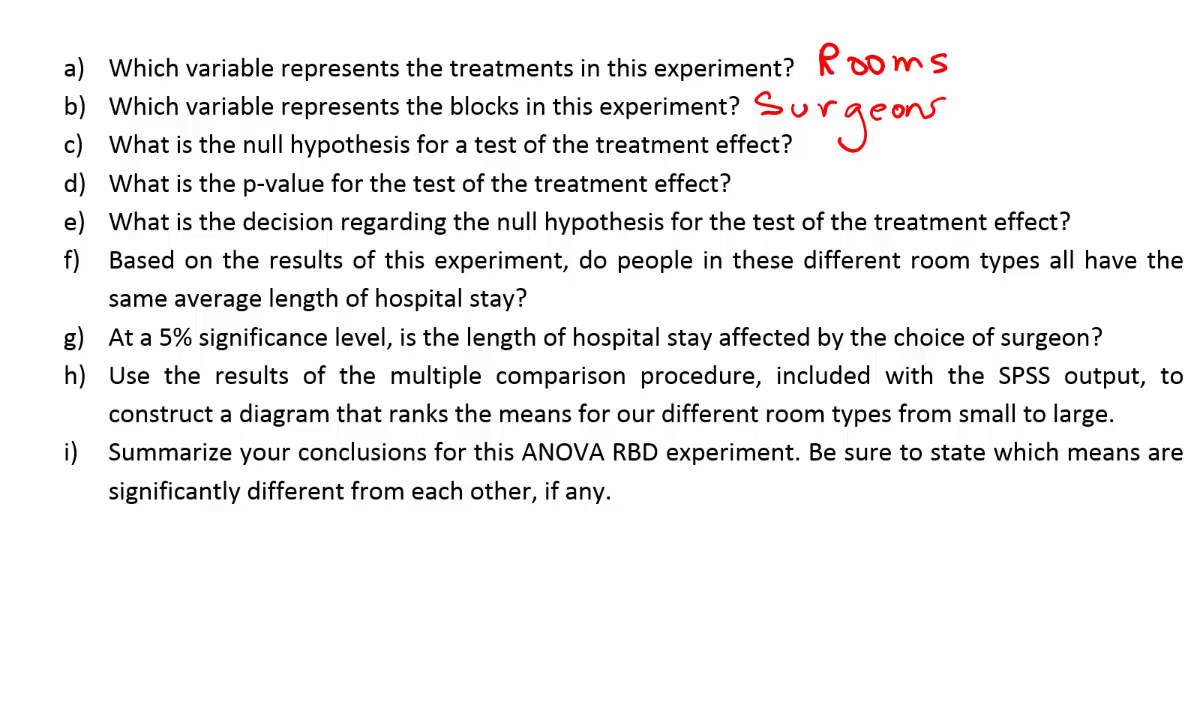 a) Which variable represents the treatments in this experiment? Rooms
b) Which variable represents the blocks in this experiment? Surgeons
c) What is the null hypothesis for a test of the treatment effect?
d) What is the p-value for the test of the treatment effect?
e) What is the decision regarding the null hypothesis for the test of the treatment effect?
f) Based on the results of this experiment, do people in these different room types all have the
same average length of hospital stay?
g) At a 5% significance level, is the length of hospital stay affected by the choice of surgeon?
h) Use the results of the multiple comparison procedure, included with the SPSS output, to
construct a diagram that ranks the means for our different room types from small to large.
i) Summarize your conclusions for this ANOVA RBD experiment. Be sure to state which means are
significantly different from each other, if any.